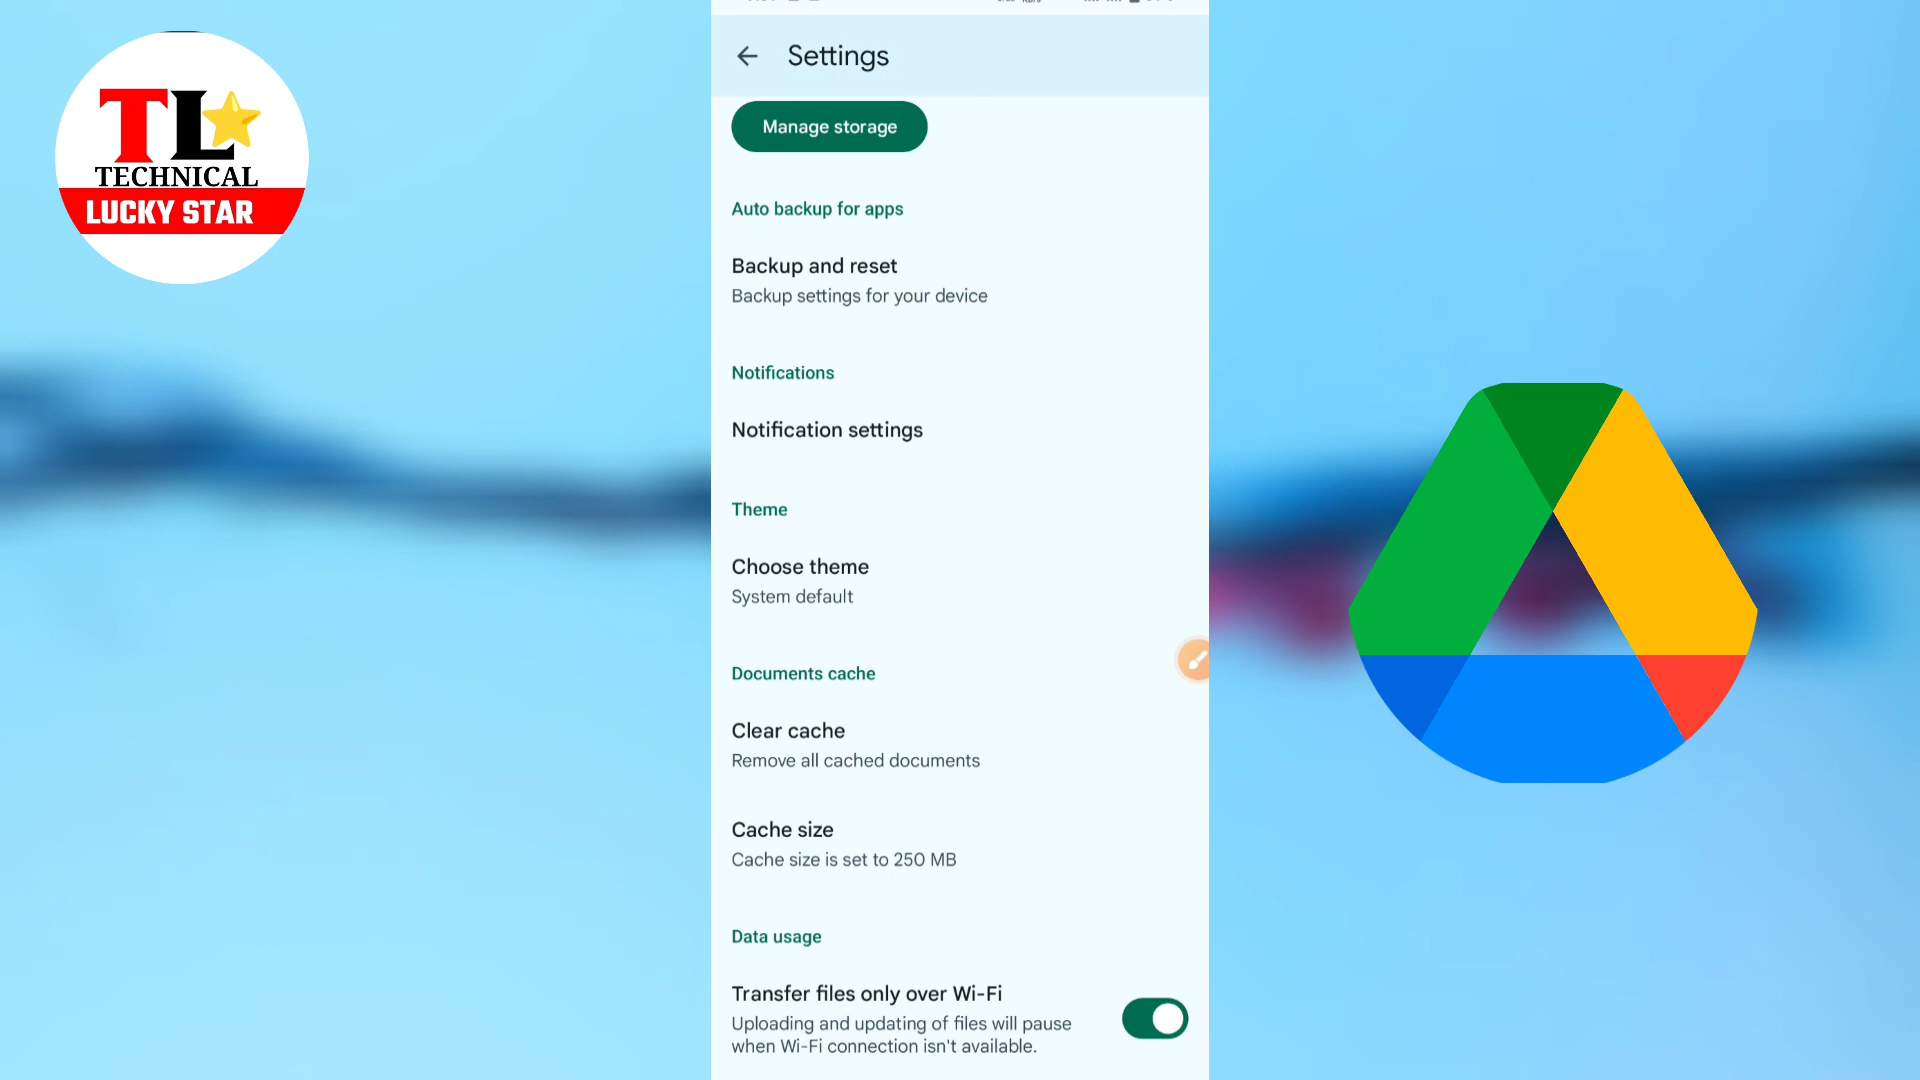 TL
TECHNICAL
LUCKY STAR
Settings
Manage storage
Auto backup for apps
Backup and reset
Backup settings for your device
Notifications
Notification settings
Theme
Choose theme
System default
Documents cache
Clear cache
Remove all cached documents
Cache size
Cache size is set to 250 MB
Data usage
Transfer files only over Wi-Fi
Uploading and updating of files will pause
when Wi-Fi connection isn't available.